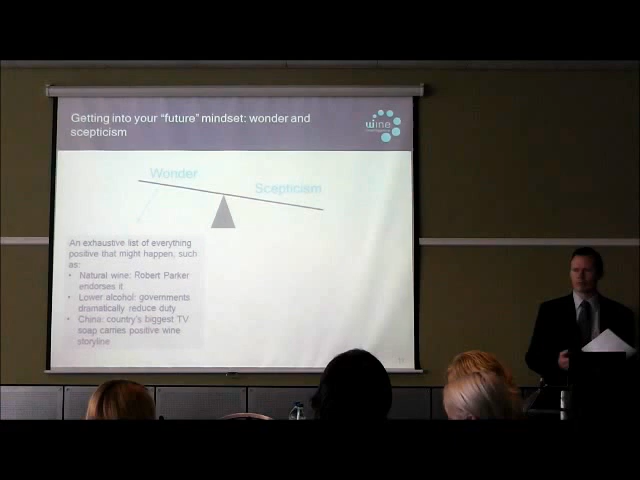 Getting into your “future” mindset: wonder and
scepticism
wine
Wonder
Scepticism
An exhaustive list of everything
positive that might happen, such
as:
• Natural wine: Robert Parker
endorses it
• Lower alcohol: governments
dramatically reduce duty
• China: country's biggest TV
soap carries positive wine
storyline